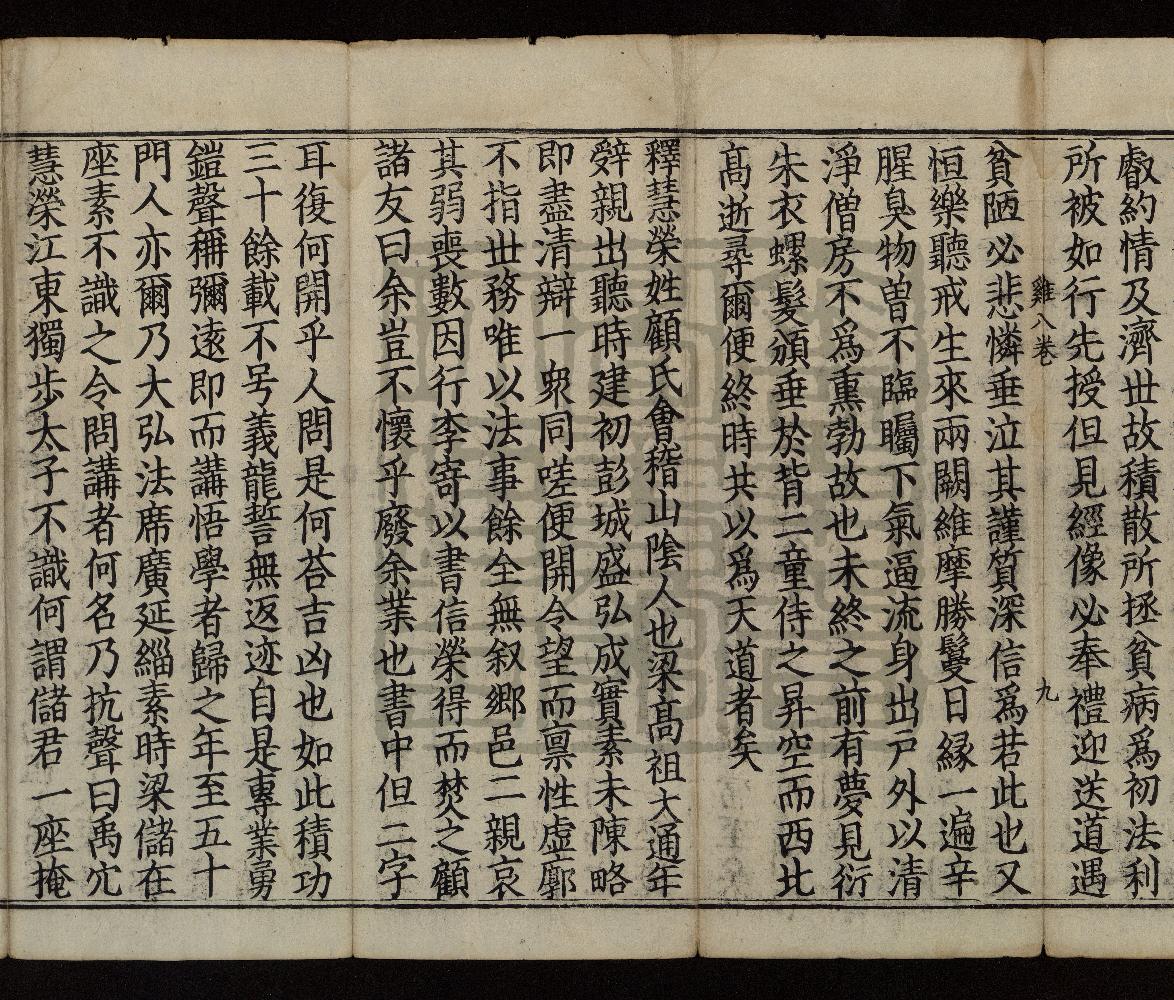 叡約情及濟丗故積散所拯貧病爲初法利
所被如行先授但見經像必奉禮迎送道遇
雞八卷 九
貧陋必悲憐垂泣其謹質深信爲若此也又
恒樂聽戒生來兩闕維摩勝鬘日縁一遍辛
腥臭物曽不臨矚下氣逼流身出戸外以清
淨僧房不爲熏勃故也未終之前有夢見衍
朱衣螺髮頒垂於背二童侍之昇空而西北
髙逝尋爾便終時共以爲天道者矣
釋慧榮姓顧氏會稽山陰人也梁髙祖大通年
辤親出聽時建初彭城盛弘成實素未陳略
即盡清辯一衆同嗟便開令望而稟性虛廓
不指丗務唯以法事餘全無叙郷邑二親哀
其弱喪數因行李寄以書信榮得而焚之顧
諸友曰余豈不懷乎廢余業也書中但二字
耳復何開乎人問是何荅吉凶也如此積功
三十餘載不号義龍誓無返迹自是專業勇
鎧聲稱彌遠即而講悟學者歸之年至五十
門人亦爾乃大弘法席廣延緇素時梁儲在
座素不識之令問講者何名乃抗聲曰禹穴
慧榮江東獨步太子不識何謂儲君一座掩